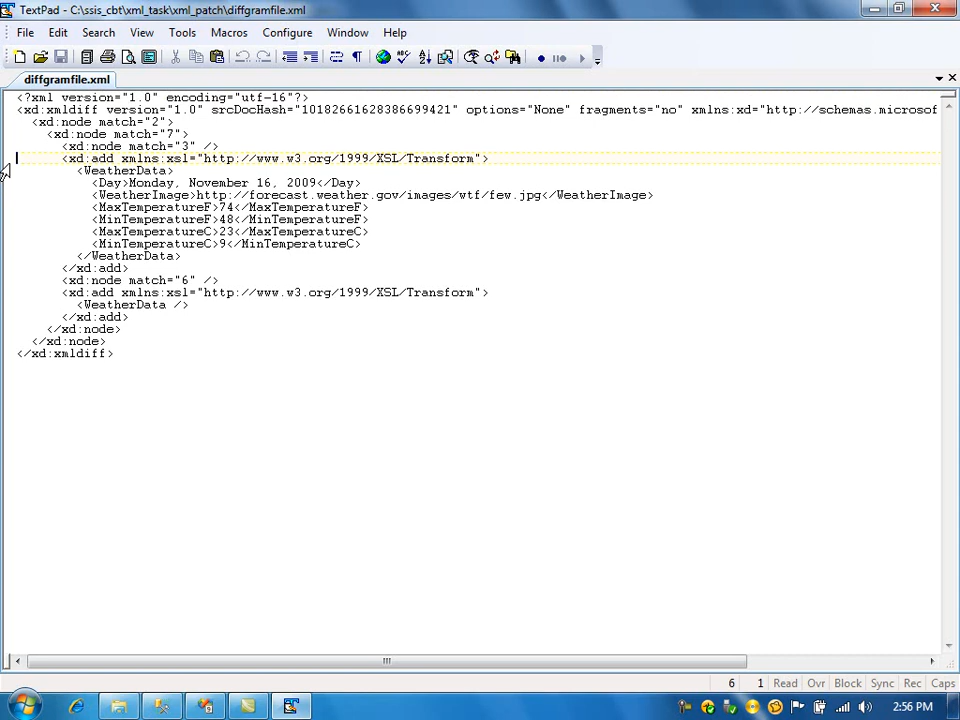 TextPad - C:\ssis_cbt\xml_task\xml_patch\diffgramfile.xml
File Edit Search View Tools Macros Configure Window Help
diffgramfile.xml
<?xml version="1.0" encoding="utf-16"?>
<xd:xmldiff version="1.0" srcDocHash="10182661628386699421" options="None" fragments="no" xmlns:xd="http://schemas.microsof
<xd:node match="2">
<xd:node match="7">
<xd:node match="3" />
<xd:add xmlns:xsl="http://www.w3.org/1999/XSL/Transform">
<WeatherData>
<Day>Monday, November 16, 2009</Day>
<WeatherImage>http://forecast.weather.gov/images/wtf/few.jpg</WeatherImage>
<MaxTemperatureF>74</MaxTemperatureF>
<MinTemperatureF>48</MinTemperatureF>
<MaxTemperatureC>23</MaxTemperatureC>
<MinTemperatureC>9</MinTemperatureC>
</WeatherData>
</xd:add>
<xd:node match="6" />
<xd:add xmlns:xsl="http://www.w3.org/1999/XSL/Transform">
<WeatherData />
</xd:add>
</xd:node>
</xd:node>
</xd:xmldiff>
6 1 Read Ovr Block Sync Rec Caps
2:56 PM